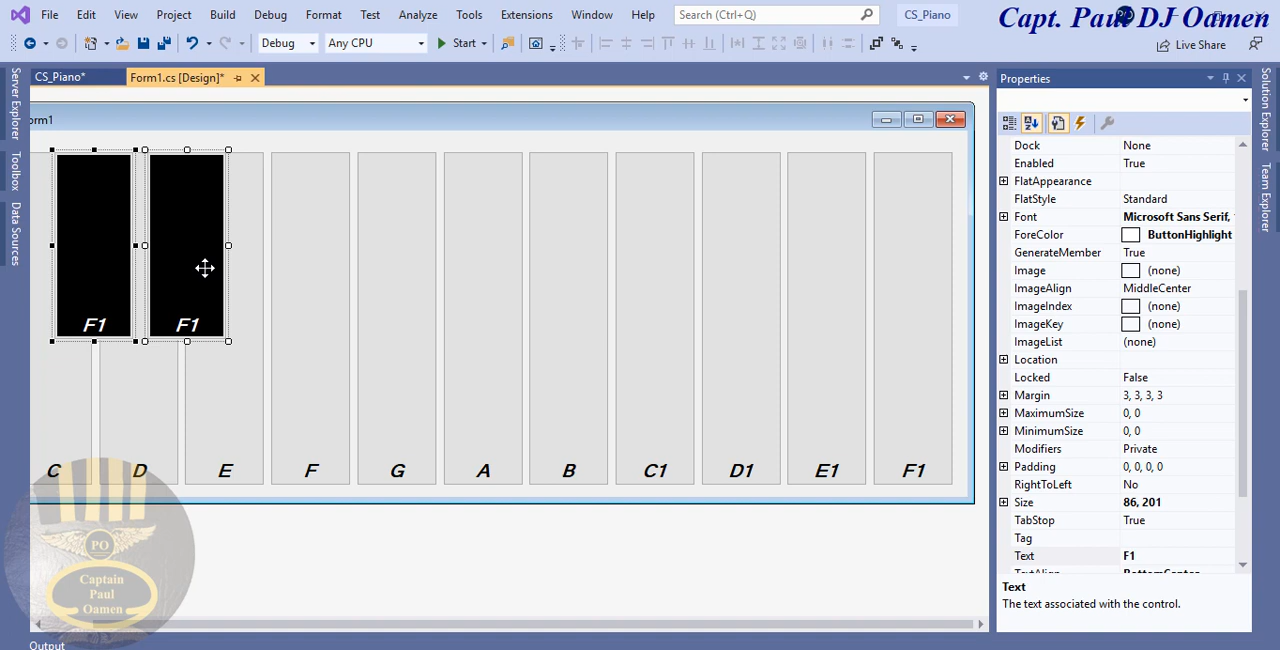 File Edit View Project Build Debug Format Test Analyze Tools Extensions Window Help Search (Ctrl+Q) CS_Piano
Capt. Paul DJ Oamen
Debug Any CPU Start Live Share
CS_Piano* Form1.cs [Design]*
Server Explorer
Toolbox
Data Sources
orm1
F1 F1
C D E F G A B C1 D1 E1 F1
PO
Captain
Paul
Oamen
Output
Properties
Dock None
Enabled True
FlatAppearance
FlatStyle Standard
Font Microsoft Sans Serif,
ForeColor ButtonHighlight
GenerateMember True
Image (none)
ImageAlign MiddleCenter
ImageIndex (none)
ImageKey (none)
ImageList (none)
Location
Locked False
Margin 3, 3, 3, 3
MaximumSize 0, 0
MinimumSize 0, 0
Modifiers Private
Padding 0, 0, 0, 0
RightToLeft No
Size 86, 201
TabStop True
Tag
Text F1
TextAlign BottomCenter
Text
The text associated with the control.
Solution Explorer
Team Explorer